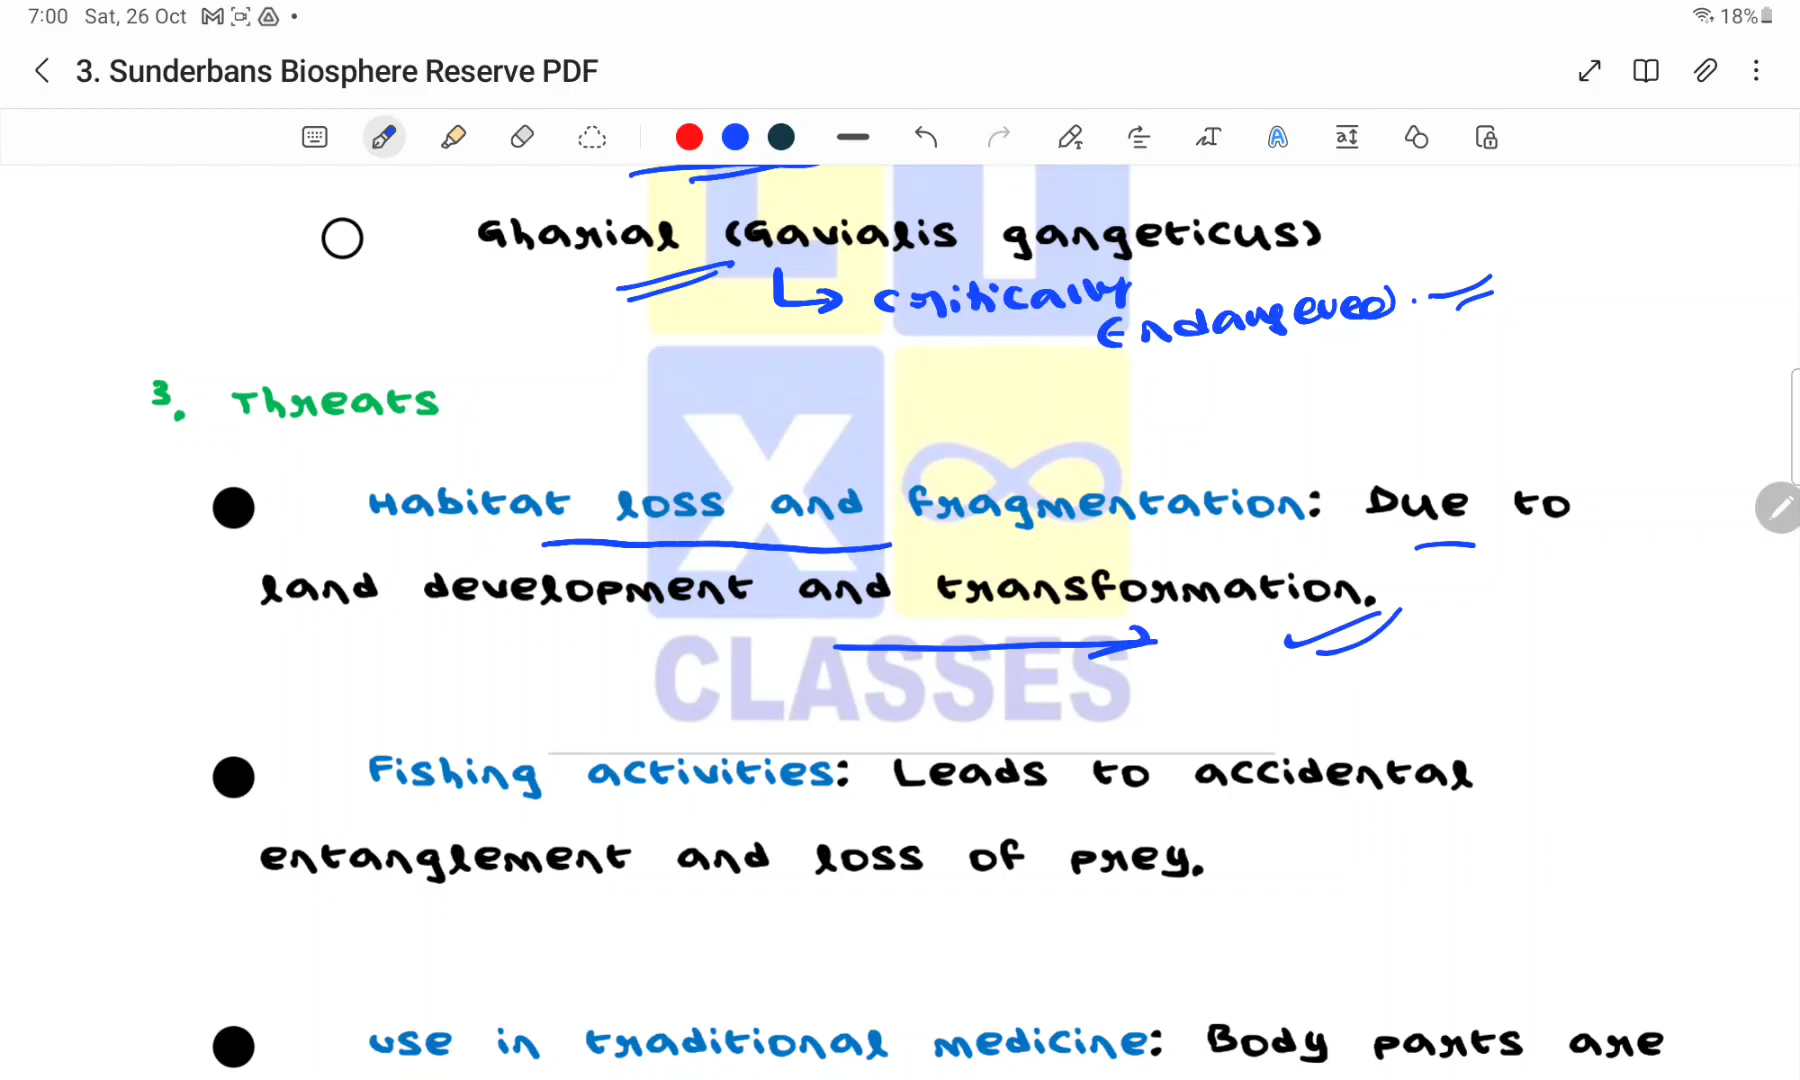 7:00 Sat, 26 Oct 18%
3. Sunderbans Biosphere Reserve PDF
Gharial (Gavialis gangeticus)
critically
Endangered.
3. Threats
Habitat loss and fragmentation: Due to
land development and transformation.
CLASSES
Fishing activities: Leads to accidental
entanglement and loss of prey.
use in traditional medicine: Body parts are